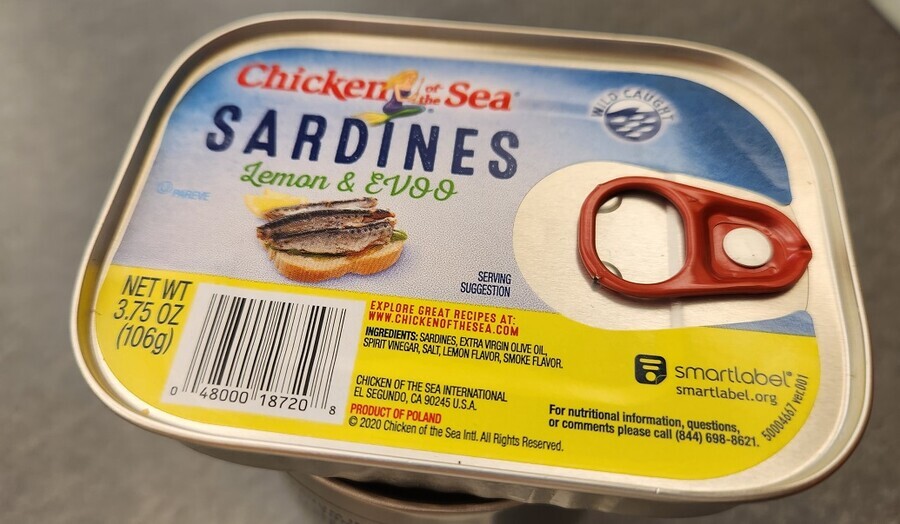 Chicken of the Sea®
WILD CAUGHT
SARDINES
Lemon & EVOO
PAREVE
SERVING
SUGGESTION
NET WT
3.75 OZ
(106g)
EXPLORE GREAT RECIPES AT:
WWW.CHICKENOFTHESEA.COM
INGREDIENTS: SARDINES, EXTRA VIRGIN OLIVE OIL,
SPIRIT VINEGAR, SALT, LEMON FLAVOR, SMOKE FLAVOR.
0 48000 18720 8
CHICKEN OF THE SEA INTERNATIONAL
EL SEGUNDO, CA 90245 U.S.A.
PRODUCT OF POLAND
© 2020 Chicken of the Sea Intl. All Rights Reserved.
smartlabel®
smartlabel.org
For nutritional information, questions,
or comments please call (844) 698-8621.
50004667 ver.001